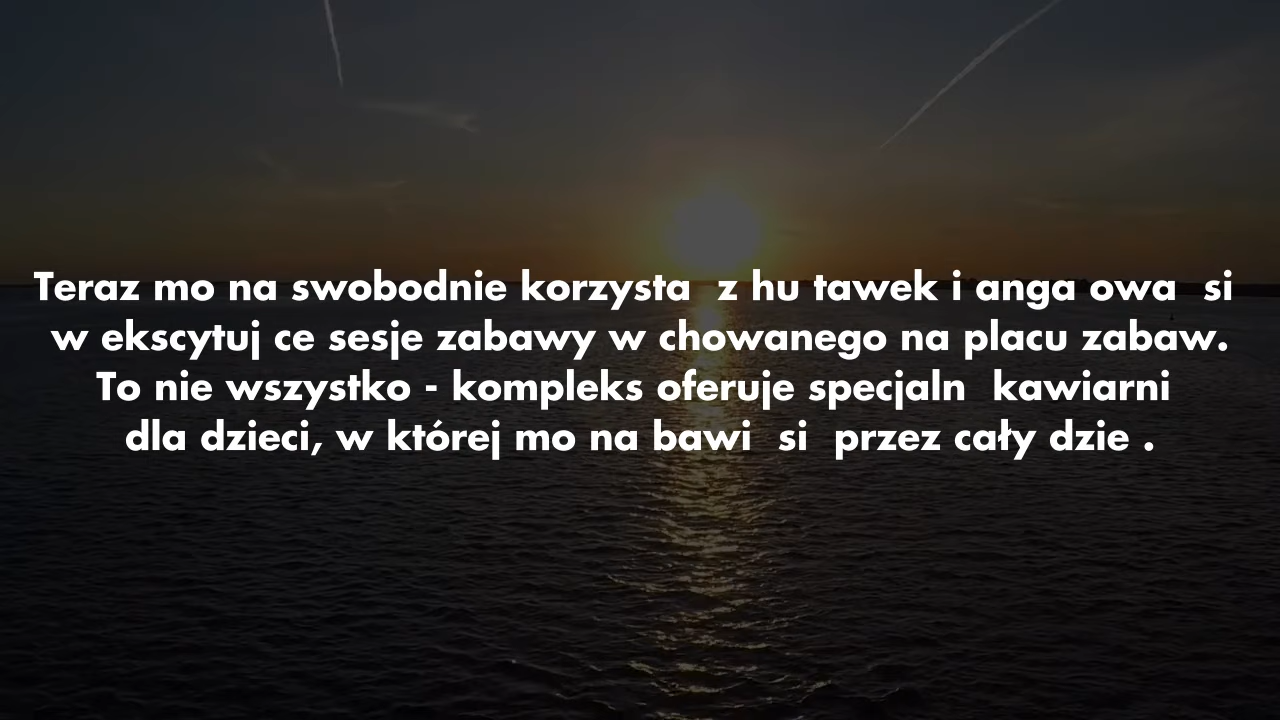 Teraz mo na swobodnie korzysta  z hu tawek i anga owa  si
w ekscytuj ce sesje zabawy w chowanego na placu zabaw.
To nie wszystko - kompleks oferuje specjaln  kawiarni
dla dzieci, w której mo na bawi  si  przez cały dzie .